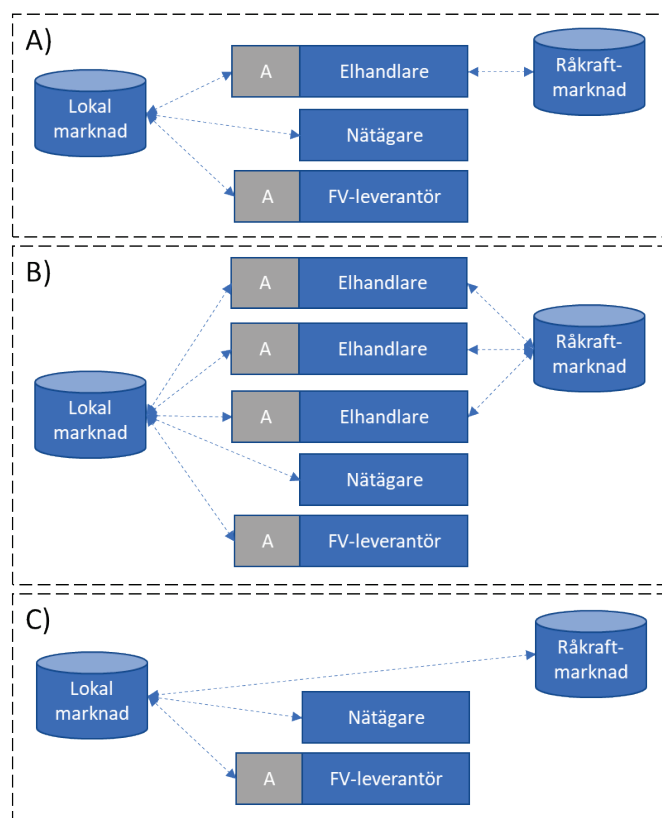 A)
A
Elhandlare
Råkraft-
marknad
Lokal
marknad
Nätägare
A
FV-leverantör
B)
A
Elhandlare
A
Elhandlare
Råkraft-
marknad
Lokal
marknad
A
Elhandlare
Nätägare
A
FV-leverantör
C)
Råkraft-
marknad
Lokal
marknad
Nätägare
A
FV-leverantör